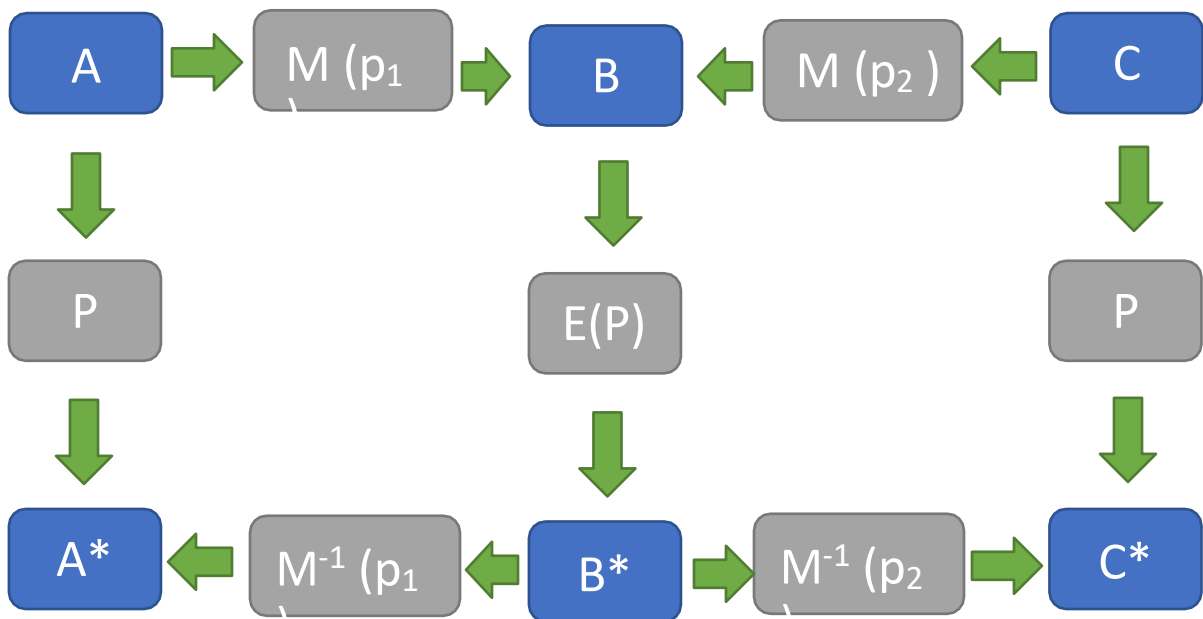 A
M (p₁
)
B
M (p₂ )
C
P
E(P)
P
A*
M⁻¹ (p₁
)
B*
M⁻¹ (p₂
)
C*